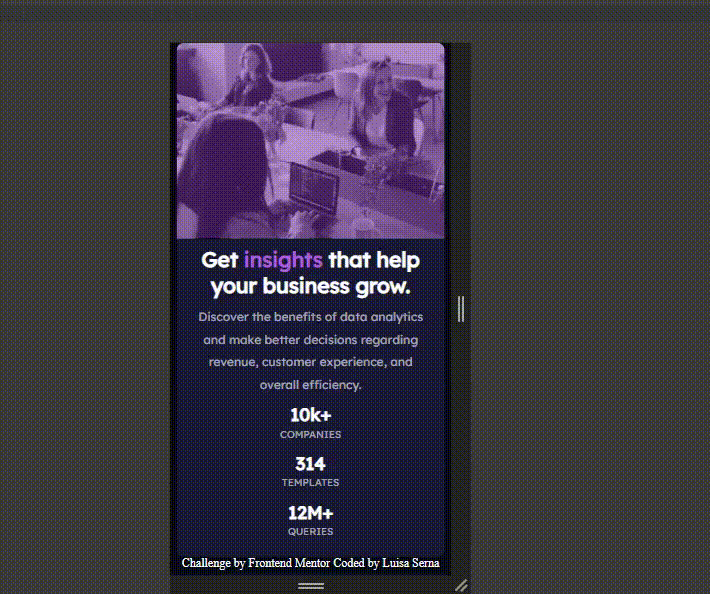 Get insights that help
your business grow.
Discover the benefits of data analytics
and make better decisions regarding
revenue, customer experience, and
overall efficiency.
10k+
COMPANIES
314
TEMPLATES
12M+
QUERIES
Challenge by Frontend Mentor Coded by Luisa Serna